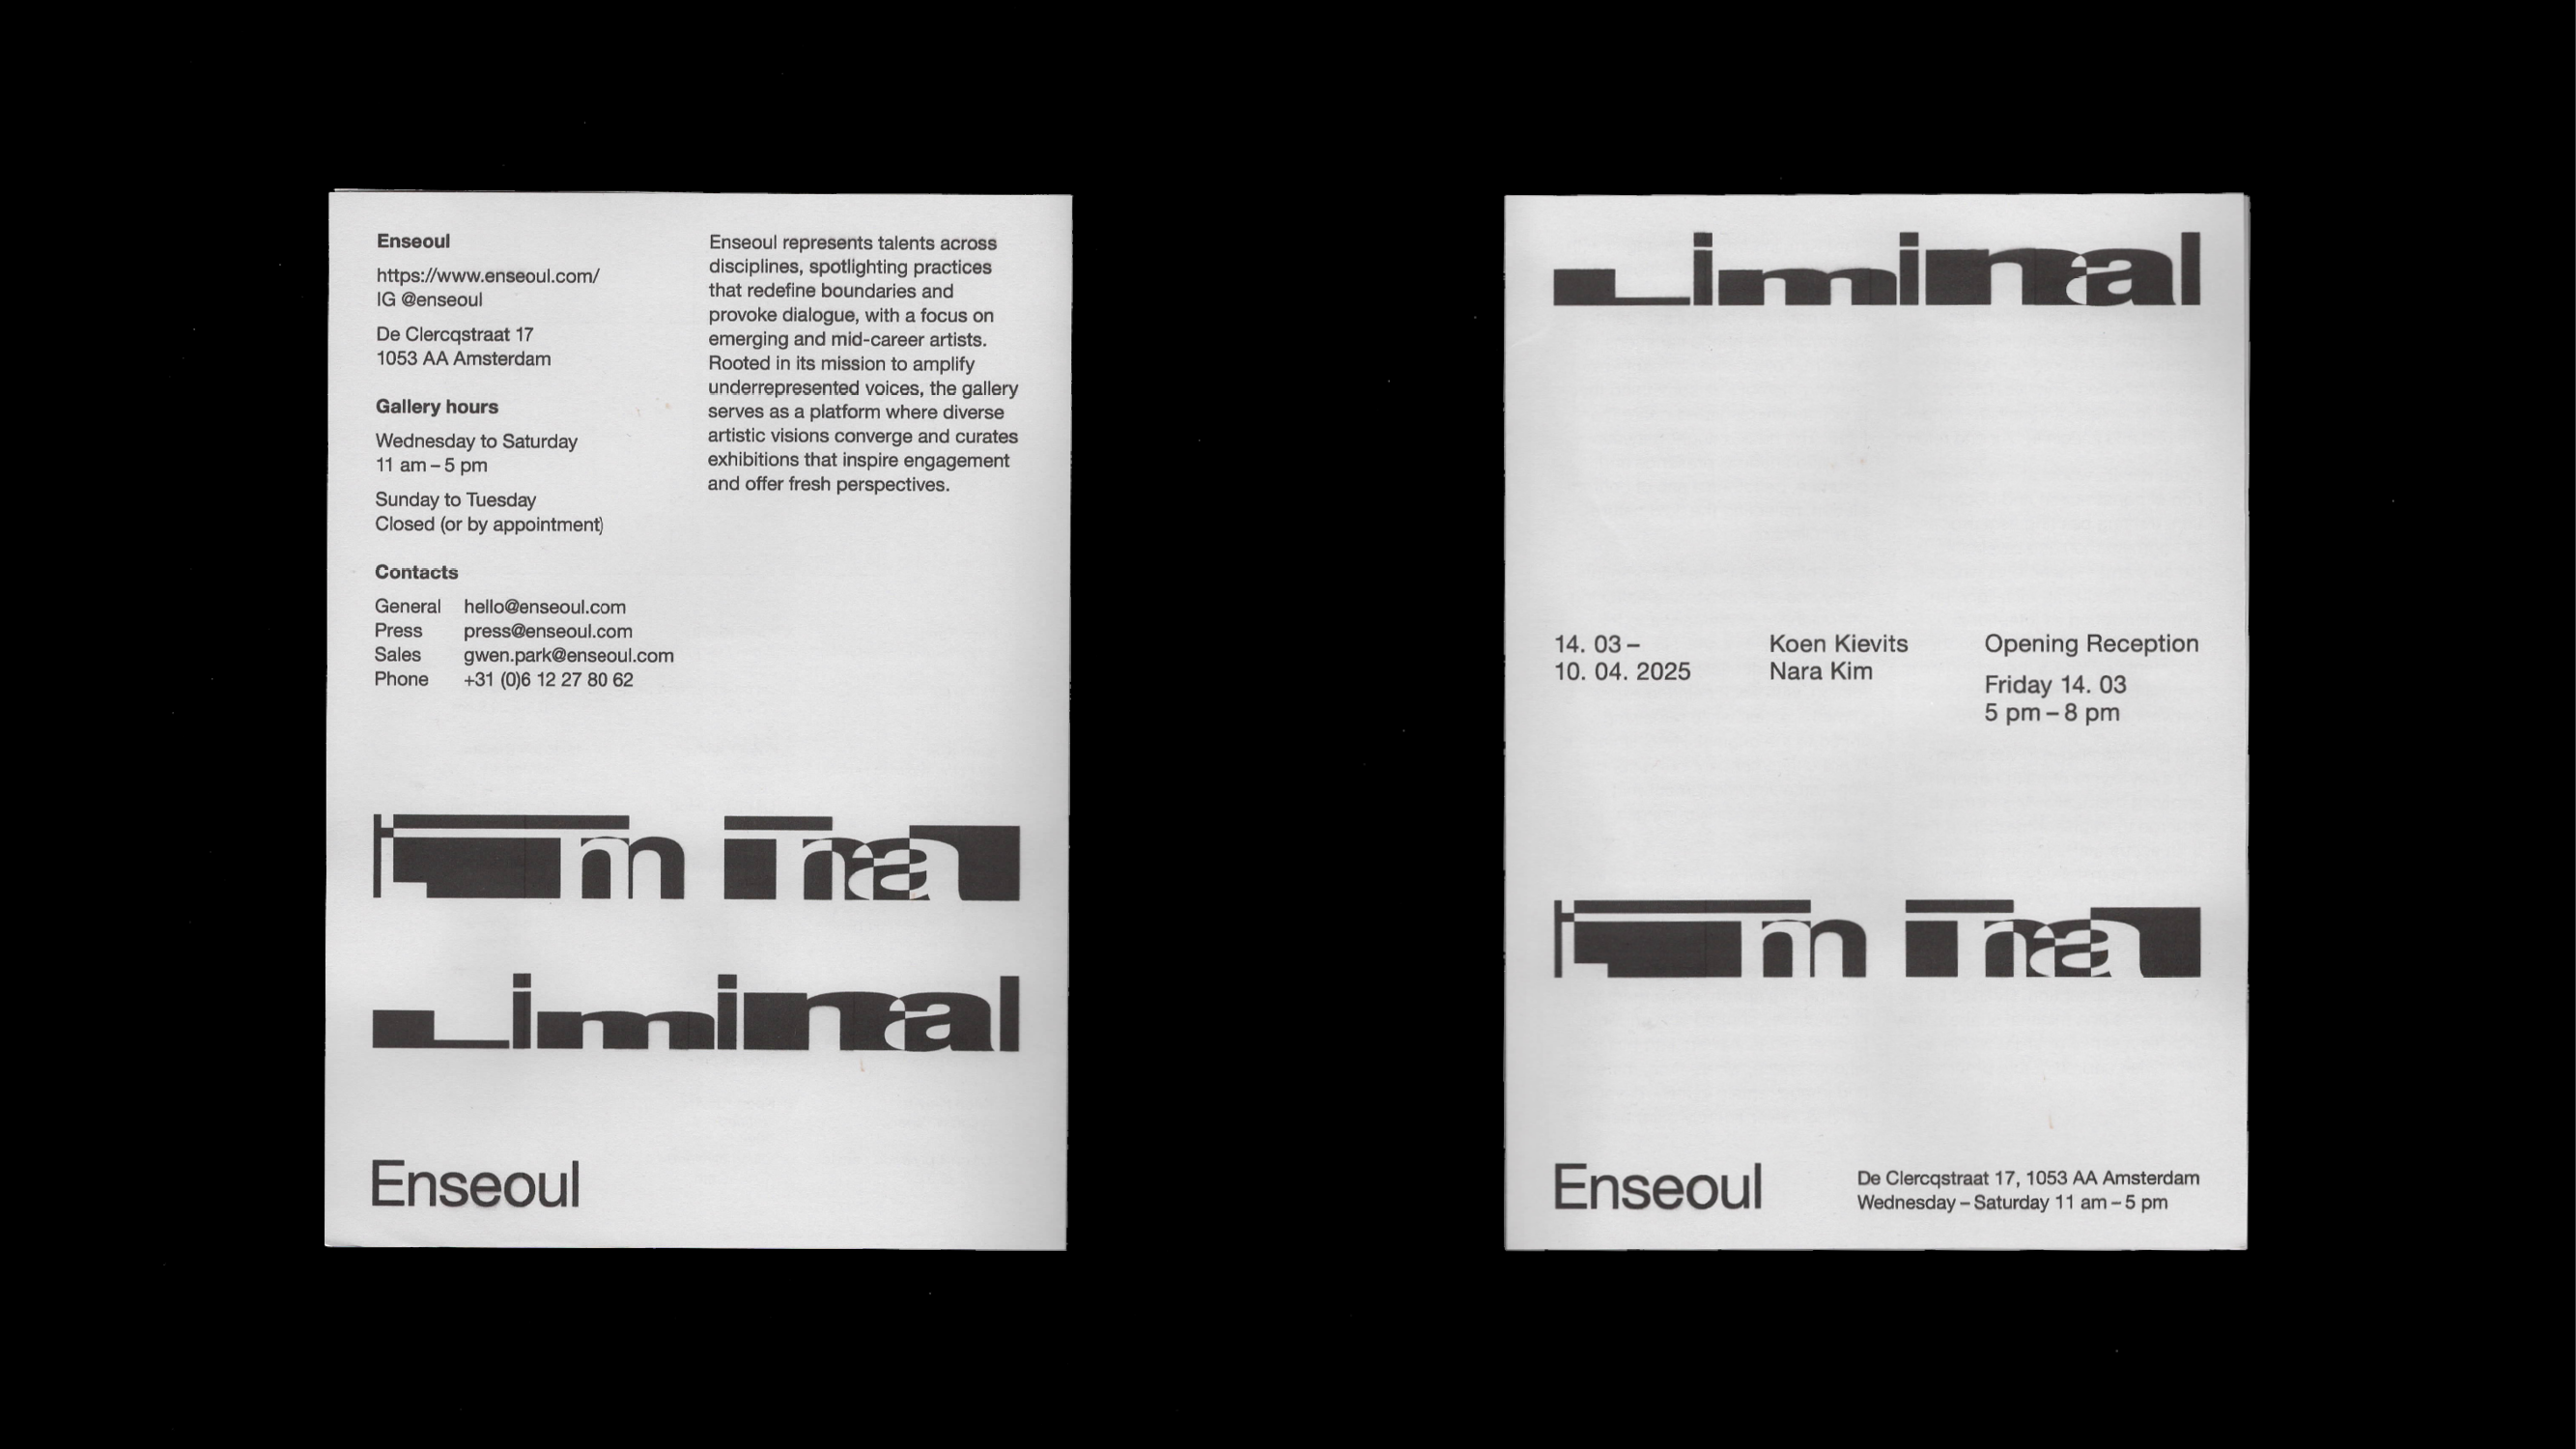 Enseoul
https://www.enseoul.com/
IG @enseoul
De Clercqstraat 17
1053 AA Amsterdam
Gallery hours
Wednesday to Saturday
11 am – 5 pm
Sunday to Tuesday
Closed (or by appointment)
Contacts
General hello@enseoul.com
Press press@enseoul.com
Sales gwen.park@enseoul.com
Phone +31 (0)6 12 27 80 62
Enseoul represents talents across
disciplines, spotlighting practices
that redefine boundaries and
provoke dialogue, with a focus on
emerging and mid-career artists.
Rooted in its mission to amplify
underrepresented voices, the gallery
serves as a platform where diverse
artistic visions converge and curates
exhibitions that inspire engagement
and offer fresh perspectives.
Liminal
Liminal
Enseoul
Liminal
14. 03 –
10. 04. 2025
Koen Kievits
Nara Kim
Opening Reception
Friday 14. 03
5 pm – 8 pm
Liminal
Enseoul
De Clercqstraat 17, 1053 AA Amsterdam
Wednesday – Saturday 11 am – 5 pm